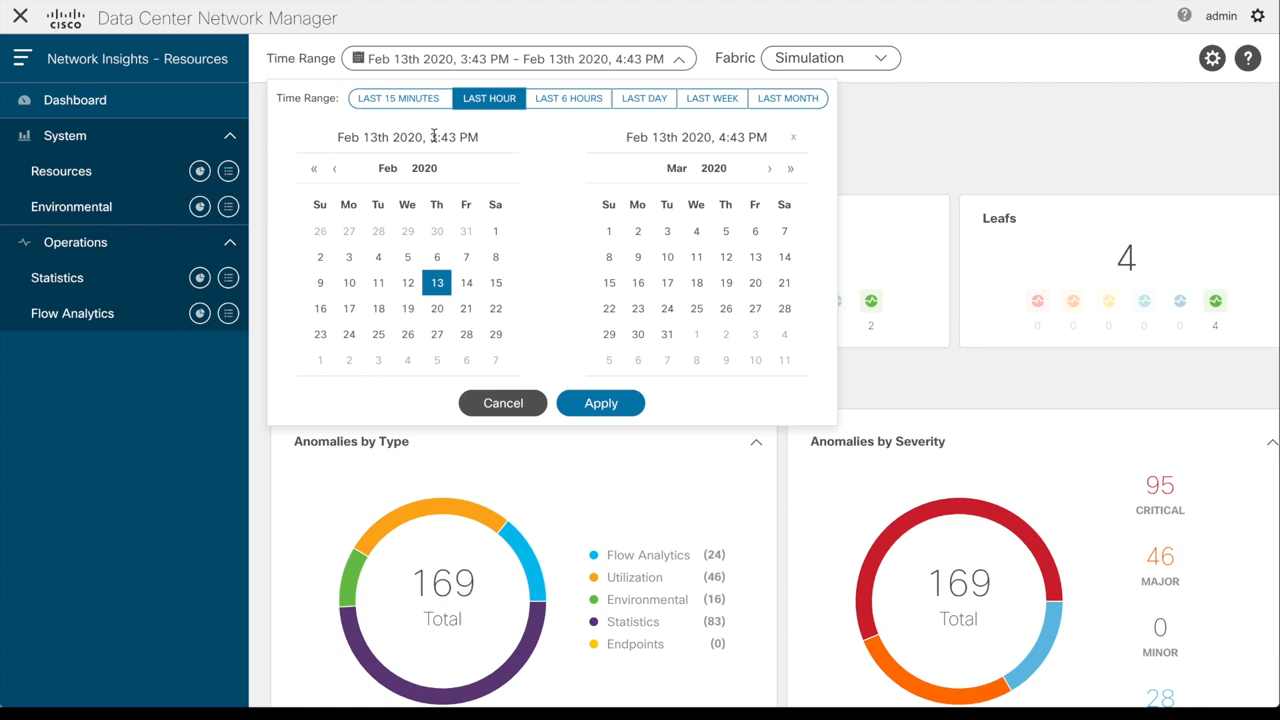 CISCO Data Center Network Manager
admin
Network Insights - Resources
Time Range Feb 13th 2020, 3:43 PM - Feb 13th 2020, 4:43 PM Fabric Simulation ?
Dashboard
System
Resources
Environmental
Operations
Statistics
Flow Analytics
Time Range: LAST 15 MINUTES LAST HOUR LAST 6 HOURS LAST DAY LAST WEEK LAST MONTH
Feb 13th 2020, 3:43 PM
« ‹ Feb 2020
Su Mo Tu We Th Fr Sa
26 27 28 29 30 31 1
2 3 4 5 6 7 8
9 10 11 12 13 14 15
16 17 18 19 20 21 22
23 24 25 26 27 28 29
1 2 3 4 5 6 7
Feb 13th 2020, 4:43 PM x
Mar 2020 › »
Su Mo Tu We Th Fr Sa
1 2 3 4 5 6 7
8 9 10 11 12 13 14
15 16 17 18 19 20 21
22 23 24 25 26 27 28
29 30 31 1 2 3 4
5 6 7 8 9 10 11
Cancel Apply
2
Leafs
4
0 0 0 0 0 4
Anomalies by Type
169
Total
Flow Analytics (24)
Utilization (46)
Environmental (16)
Statistics (83)
Endpoints (0)
Anomalies by Severity
169
Total
95
CRITICAL
46
MAJOR
0
MINOR
28